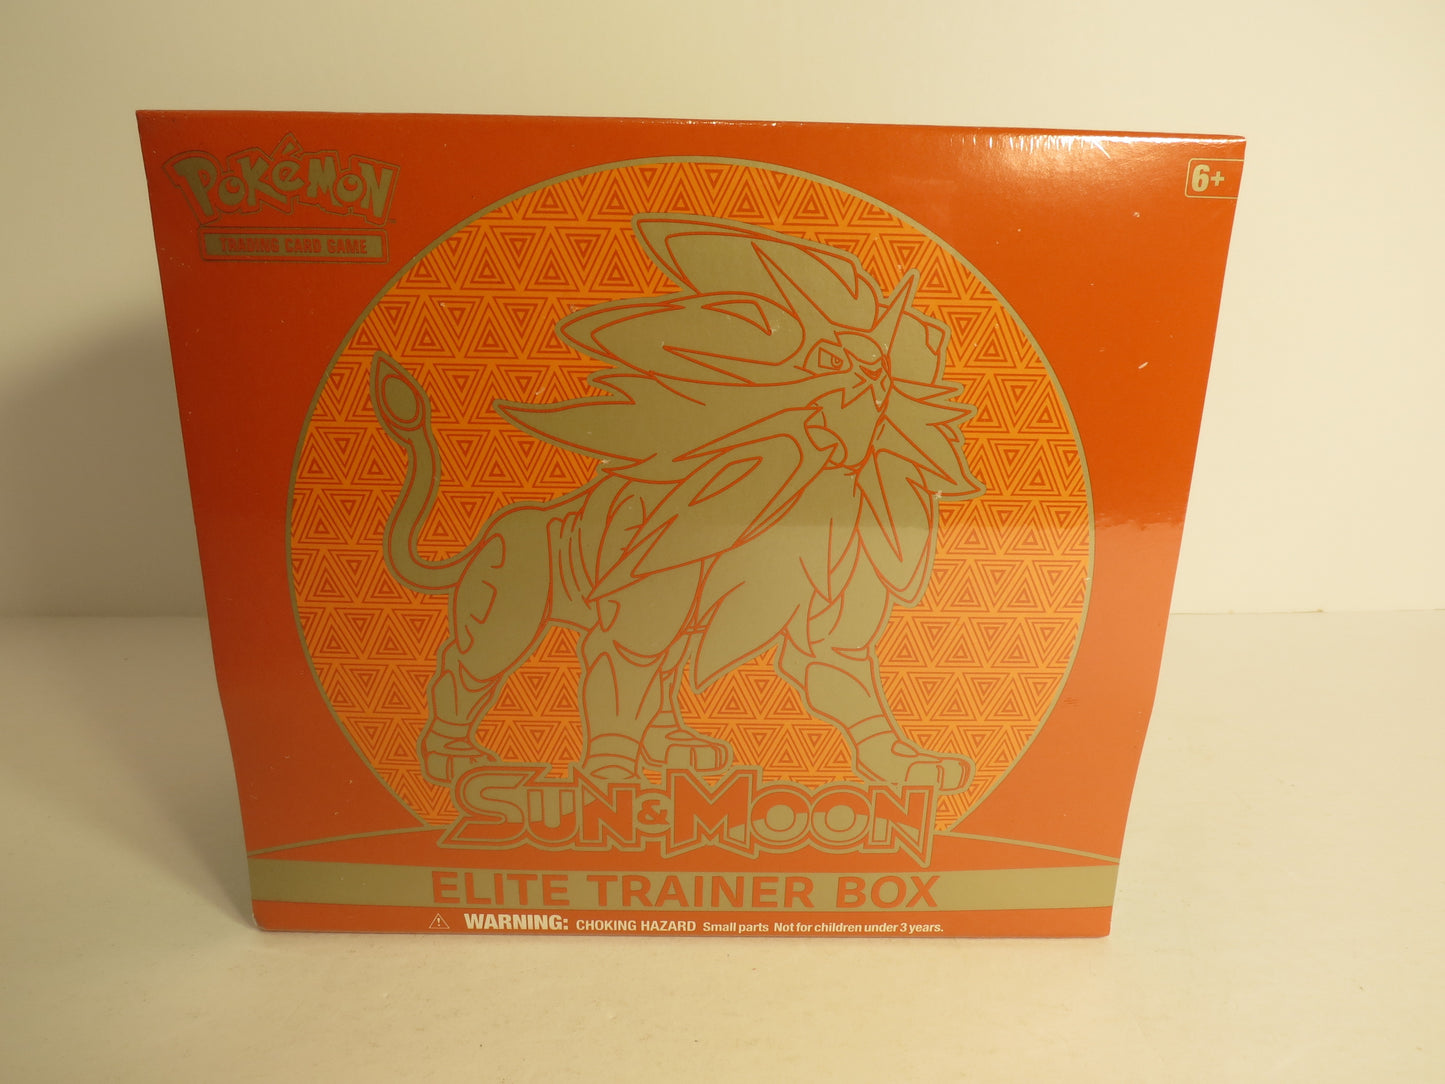 POKéMON
TRADING CARD GAME
6+
SUN & MOON
ELITE TRAINER BOX
⚠ WARNING: CHOKING HAZARD Small parts Not for children under 3 years.